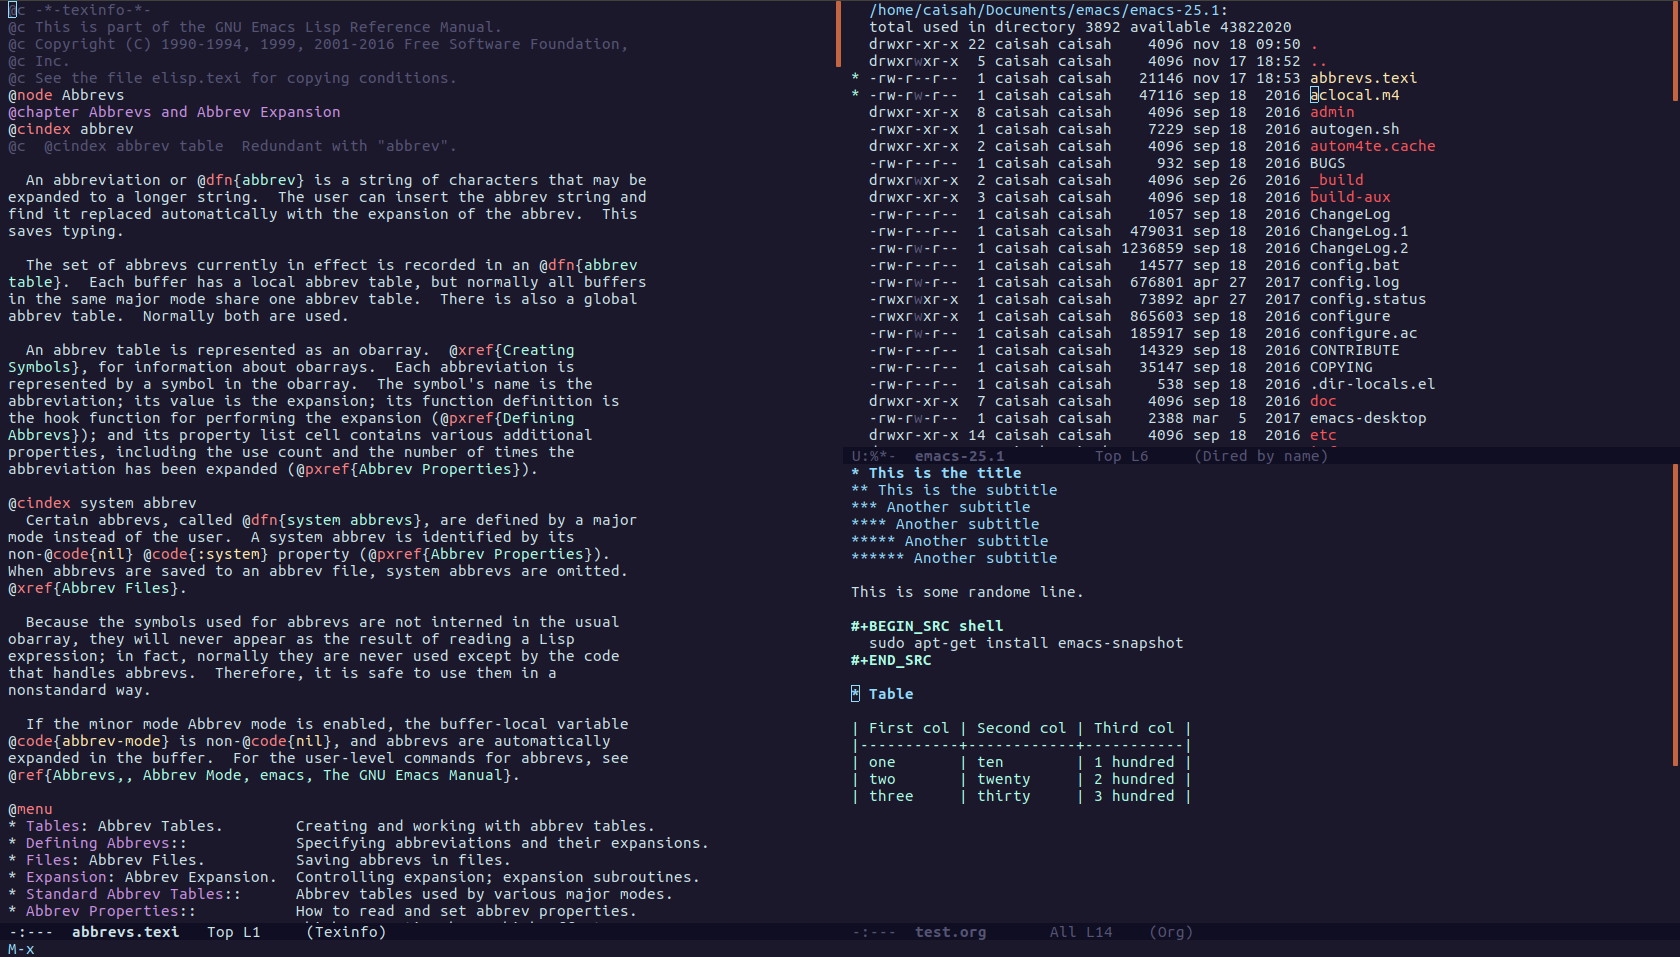 @c -*-texinfo-*-
@c This is part of the GNU Emacs Lisp Reference Manual.
@c Copyright (C) 1990-1994, 1999, 2001-2016 Free Software Foundation,
@c Inc.
@c See the file elisp.texi for copying conditions.
@node Abbrevs
@chapter Abbrevs and Abbrev Expansion
@cindex abbrev
@c  @cindex abbrev table  Redundant with "abbrev".

  An abbreviation or @dfn{abbrev} is a string of characters that may be
expanded to a longer string.  The user can insert the abbrev string and
find it replaced automatically with the expansion of the abbrev.  This
saves typing.

  The set of abbrevs currently in effect is recorded in an @dfn{abbrev
table}.  Each buffer has a local abbrev table, but normally all buffers
in the same major mode share one abbrev table.  There is also a global
abbrev table.  Normally both are used.

  An abbrev table is represented as an obarray.  @xref{Creating
Symbols}, for information about obarrays.  Each abbreviation is
represented by a symbol in the obarray.  The symbol's name is the
abbreviation; its value is the expansion; its function definition is
the hook function for performing the expansion (@pxref{Defining
Abbrevs}); and its property list cell contains various additional
properties, including the use count and the number of times the
abbreviation has been expanded (@pxref{Abbrev Properties}).

@cindex system abbrev
  Certain abbrevs, called @dfn{system abbrevs}, are defined by a major
mode instead of the user.  A system abbrev is identified by its
non-@code{nil} @code{:system} property (@pxref{Abbrev Properties}).
When abbrevs are saved to an abbrev file, system abbrevs are omitted.
@xref{Abbrev Files}.

  Because the symbols used for abbrevs are not interned in the usual
obarray, they will never appear as the result of reading a Lisp
expression; in fact, normally they are never used except by the code
that handles abbrevs.  Therefore, it is safe to use them in a
nonstandard way.

  If the minor mode Abbrev mode is enabled, the buffer-local variable
@code{abbrev-mode} is non-@code{nil}, and abbrevs are automatically
expanded in the buffer.  For the user-level commands for abbrevs, see
@ref{Abbrevs,, Abbrev Mode, emacs, The GNU Emacs Manual}.

@menu
* Tables: Abbrev Tables.        Creating and working with abbrev tables.
* Defining Abbrevs::            Specifying abbreviations and their expansions.
* Files: Abbrev Files.          Saving abbrevs in files.
* Expansion: Abbrev Expansion.  Controlling expansion; expansion subroutines.
* Standard Abbrev Tables::      Abbrev tables used by various major modes.
* Abbrev Properties::           How to read and set abbrev properties.
-:---  abbrevs.texi   Top L1     (Texinfo)
M-x
  /home/caisah/Documents/emacs/emacs-25.1:
  total used in directory 3892 available 43822020
  drwxr-xr-x 22 caisah caisah    4096 nov 18 09:50 .
  drwxrwxr-x  5 caisah caisah    4096 nov 17 18:52 ..
* -rw-r--r--  1 caisah caisah   21146 nov 17 18:53 abbrevs.texi
* -rw-rw-r--  1 caisah caisah   47116 sep 18  2016 aclocal.m4
  drwxr-xr-x  8 caisah caisah    4096 sep 18  2016 admin
  -rwxr-xr-x  1 caisah caisah    7229 sep 18  2016 autogen.sh
  drwxr-xr-x  2 caisah caisah    4096 sep 18  2016 autom4te.cache
  -rw-r--r--  1 caisah caisah     932 sep 18  2016 BUGS
  drwxrwxr-x  2 caisah caisah    4096 sep 26  2016 _build
  drwxr-xr-x  3 caisah caisah    4096 sep 18  2016 build-aux
  -rw-r--r--  1 caisah caisah    1057 sep 18  2016 ChangeLog
  -rw-r--r--  1 caisah caisah  479031 sep 18  2016 ChangeLog.1
  -rw-rw-r--  1 caisah caisah 1236859 sep 18  2016 ChangeLog.2
  -rw-r--r--  1 caisah caisah   14577 sep 18  2016 config.bat
  -rw-rw-r--  1 caisah caisah  676801 apr 27  2017 config.log
  -rwxrwxr-x  1 caisah caisah   73892 apr 27  2017 config.status
  -rwxrwxr-x  1 caisah caisah  865603 sep 18  2016 configure
  -rw-rw-r--  1 caisah caisah  185917 sep 18  2016 configure.ac
  -rw-r--r--  1 caisah caisah   14329 sep 18  2016 CONTRIBUTE
  -rw-r--r--  1 caisah caisah   35147 sep 18  2016 COPYING
  -rw-r--r--  1 caisah caisah     538 sep 18  2016 .dir-locals.el
  drwxr-xr-x  7 caisah caisah    4096 sep 18  2016 doc
  -rw-rw-r--  1 caisah caisah    2388 mar  5  2017 emacs-desktop
  drwxr-xr-x 14 caisah caisah    4096 sep 18  2016 etc
U:%*-  emacs-25.1          Top L6     (Dired by name)
* This is the title
** This is the subtitle
*** Another subtitle
**** Another subtitle
***** Another subtitle
****** Another subtitle

This is some randome line.

#+BEGIN_SRC shell
  sudo apt-get install emacs-snapshot
#+END_SRC

* Table

| First col | Second col | Third col |
|-----------+------------+-----------|
| one       | ten        | 1 hundred |
| two       | twenty     | 2 hundred |
| three     | thirty     | 3 hundred |
-:---  test.org       All L14    (Org)